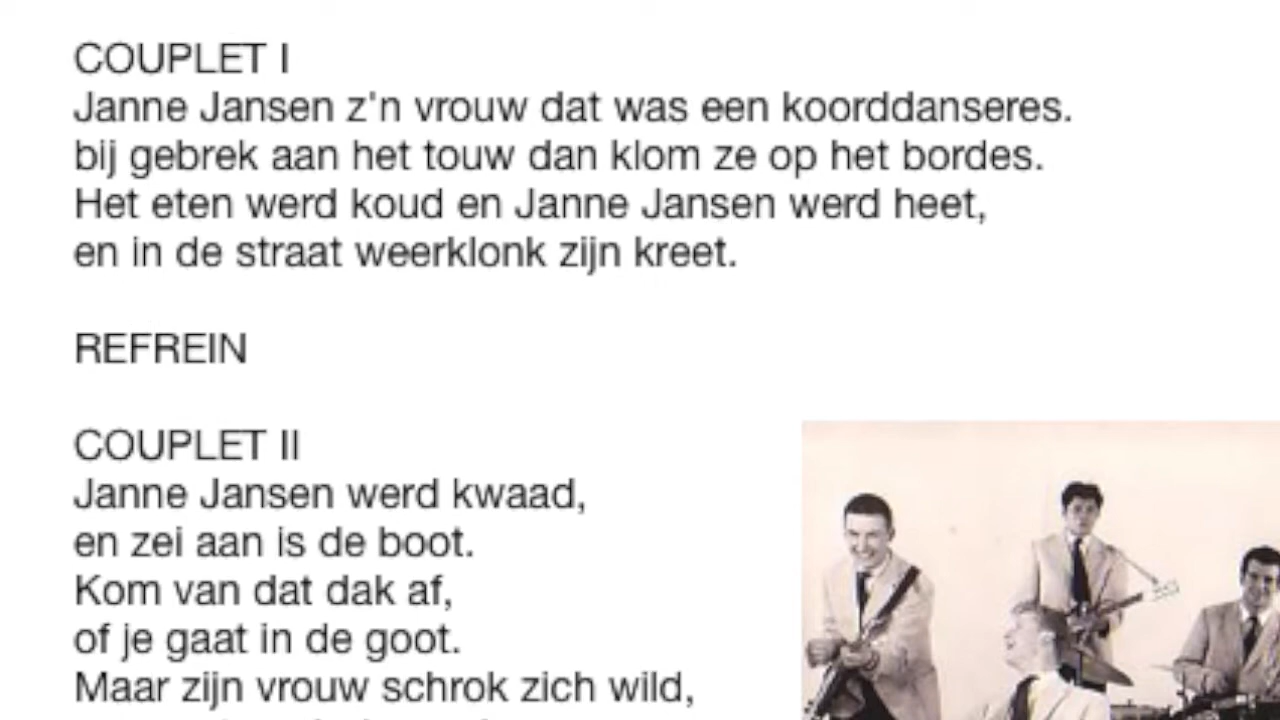 COUPLET I
Janne Jansen z'n vrouw dat was een koorddanseres.
bij gebrek aan het touw dan klom ze op het bordes.
Het eten werd koud en Janne Jansen werd heet,
en in de straat weerklonk zijn kreet.
REFREIN
COUPLET II
Janne Jansen werd kwaad,
en zei aan is de boot.
Kom van dat dak af,
of je gaat in de goot.
Maar zijn vrouw schrok zich wild,